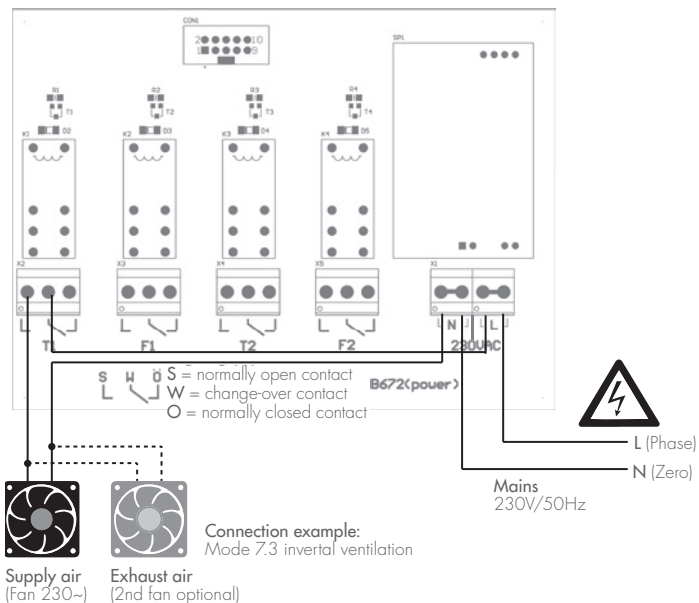 CON1
2 10
1 9
SP1
R1 R2 R3 R4
T1 T2 T3 T4
K1 D2 K2 D3 K3 D4 K4 D5
X2 X3 X4 X5 X1
N L
T1 F1 T2 F2 230VAC
S W Ö
S = normally open contact
W = change-over contact
O = normally closed contact
B672(power)
L (Phase)
N (Zero)
Mains
230V/50Hz
Connection example:
Mode 7.3 invertal ventilation
Supply air
(Fan 230~)
Exhaust air
(2nd fan optional)